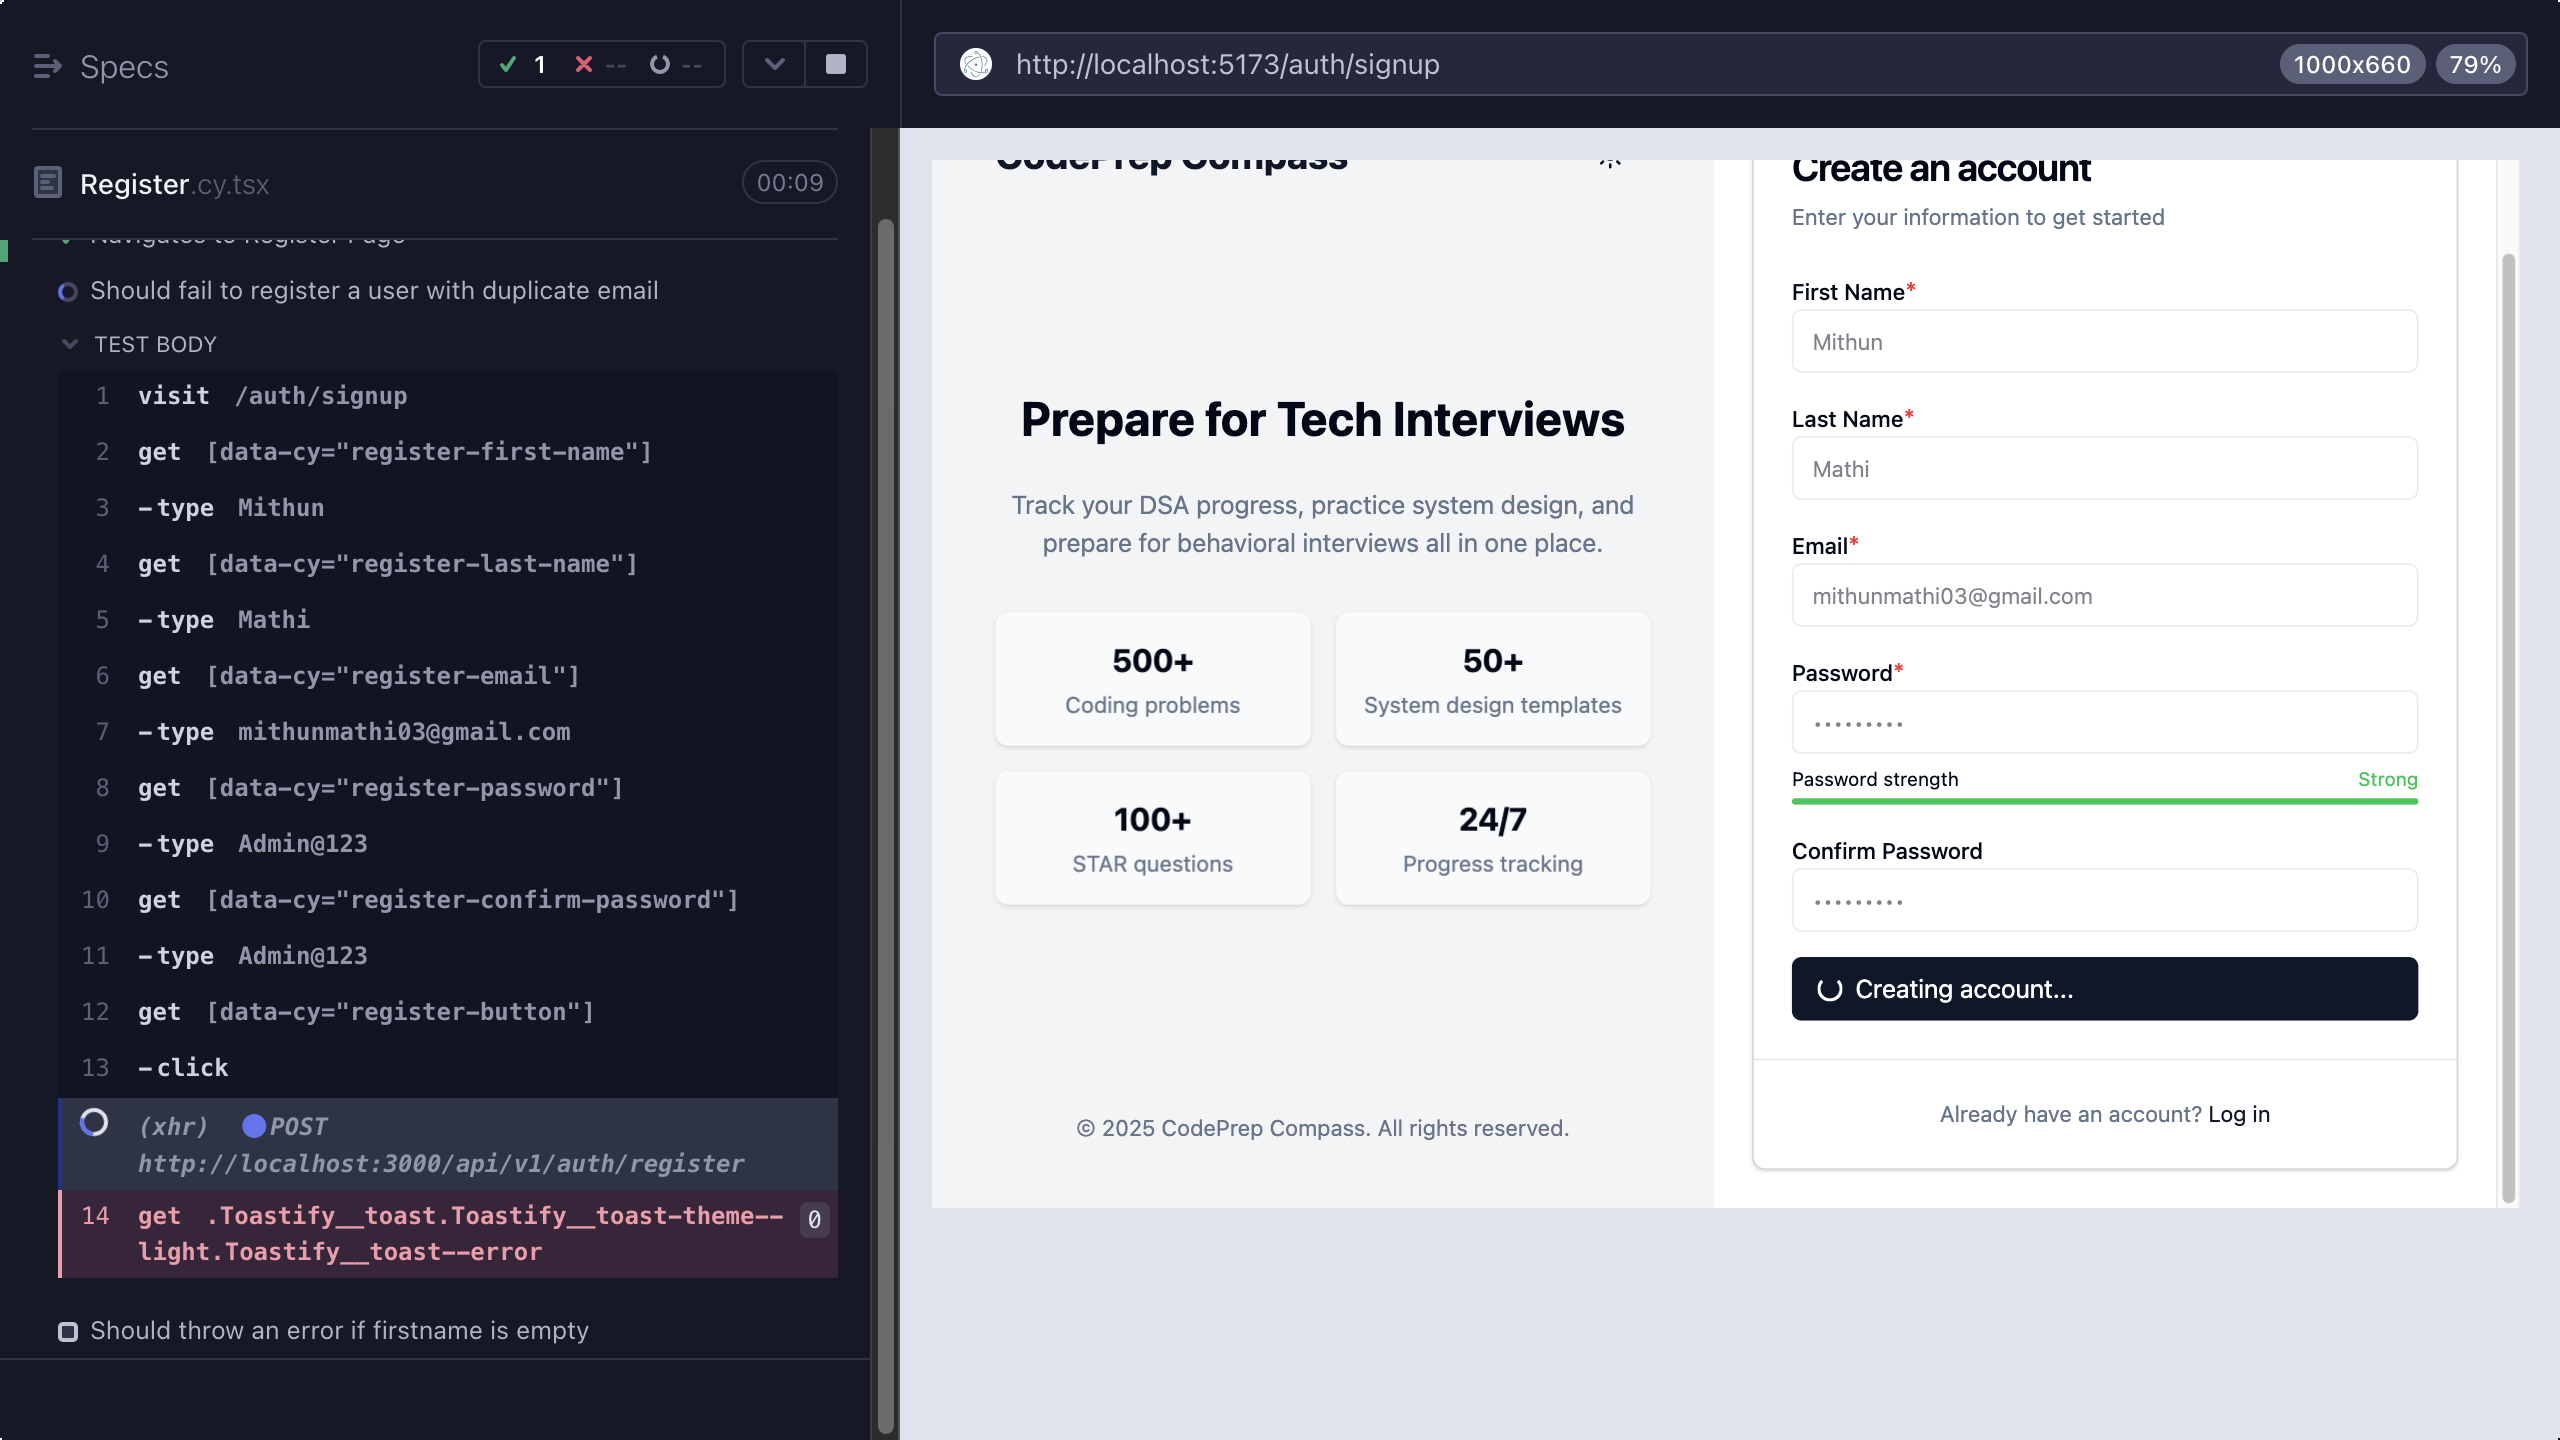 Specs
1 -- --
Register.cy.tsx
00:09
Navigates to Register Page
Should fail to register a user with duplicate email
TEST BODY
1 visit /auth/signup
2 get [data-cy="register-first-name"]
3 -type Mithun
4 get [data-cy="register-last-name"]
5 -type Mathi
6 get [data-cy="register-email"]
7 -type mithunmathi03@gmail.com
8 get [data-cy="register-password"]
9 -type Admin@123
10 get [data-cy="register-confirm-password"]
11 -type Admin@123
12 get [data-cy="register-button"]
13 -click
(xhr) POST
http://localhost:3000/api/v1/auth/register
14 get .Toastify__toast.Toastify__toast-theme--
light.Toastify__toast--error
0
Should throw an error if firstname is empty
http://localhost:5173/auth/signup
1000x660
79%
CodePrep Compass
Prepare for Tech Interviews
Track your DSA progress, practice system design, and
prepare for behavioral interviews all in one place.
500+
Coding problems
50+
System design templates
100+
STAR questions
24/7
Progress tracking
© 2025 CodePrep Compass. All rights reserved.
Create an account
Enter your information to get started
First Name*
Mithun
Last Name*
Mathi
Email*
mithunmathi03@gmail.com
Password*
•••••••••
Password strength
Strong
Confirm Password
•••••••••
Creating account...
Already have an account? Log in